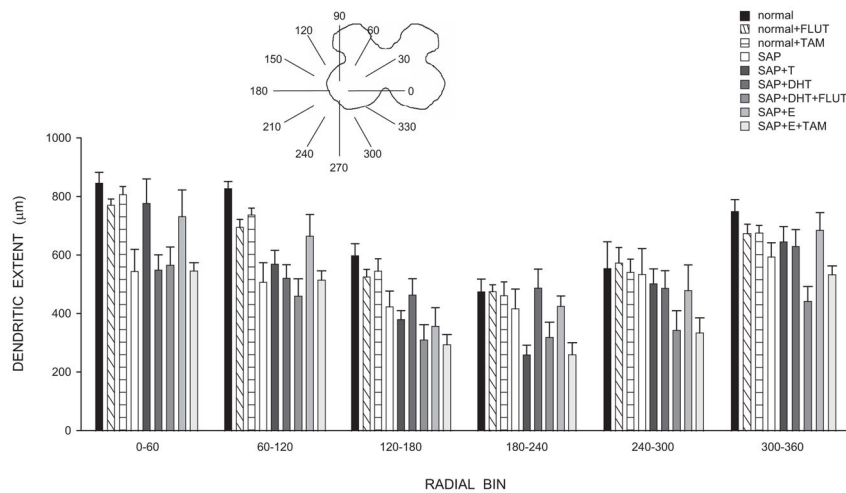 90
120
60
150
30
180
0
210
330
240
300
270
normal
normal+FLUT
normal+TAM
SAP
SAP+T
SAP+DHT
SAP+DHT+FLUT
SAP+E
SAP+E+TAM
DENDRITIC EXTENT (μm)
1000
800
600
400
200
0
0-60
60-120
120-180
180-240
240-300
300-360
RADIAL BIN